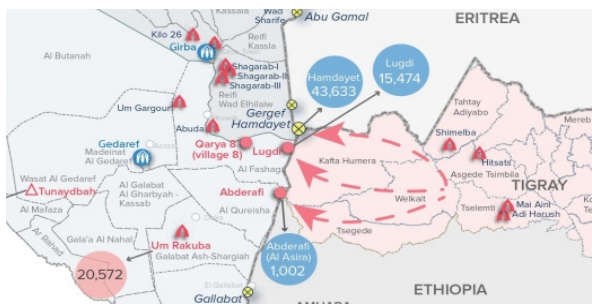 Wad
Sharife
Abu Gamal
ERITREA
Kassala
Kilo 26
Girba
Reifi
Kassla
Al Butanah
Shagarab-I
Shagarab-II
Shagarab-III
Reifi
Wad Elhilaiw
Um Gargour
Abuda
Gergef
Hamdayet
Hamdayet
43,633
Lugdi
15,474
Gedaref
Madeinat
Al Gedaref
Qarya 8
(village 8)
Lugdi
Al Fashaga
Kafta Humera
Tahtay
Adiyabo
Mereb
Shimelba
Hitsats
Asgede Tsimbila
TIGRAY
Wasat Al Gedaref
Tunaydbah
Al Galabat
Al Gharbyah -
Kassab
Abderafi
Welkait
Tselemti
Mai Aini
Adi Harush
Al Mafaza
Al Qureisha
Tsegede
Al Rahad
Gala'a Al Nahal
Um Rakuba
Galabat Ash-Shargiah
20,572
Abderafi
(Al Asira)
1,002
Gallabat
ETHIOPIA
AMHARA